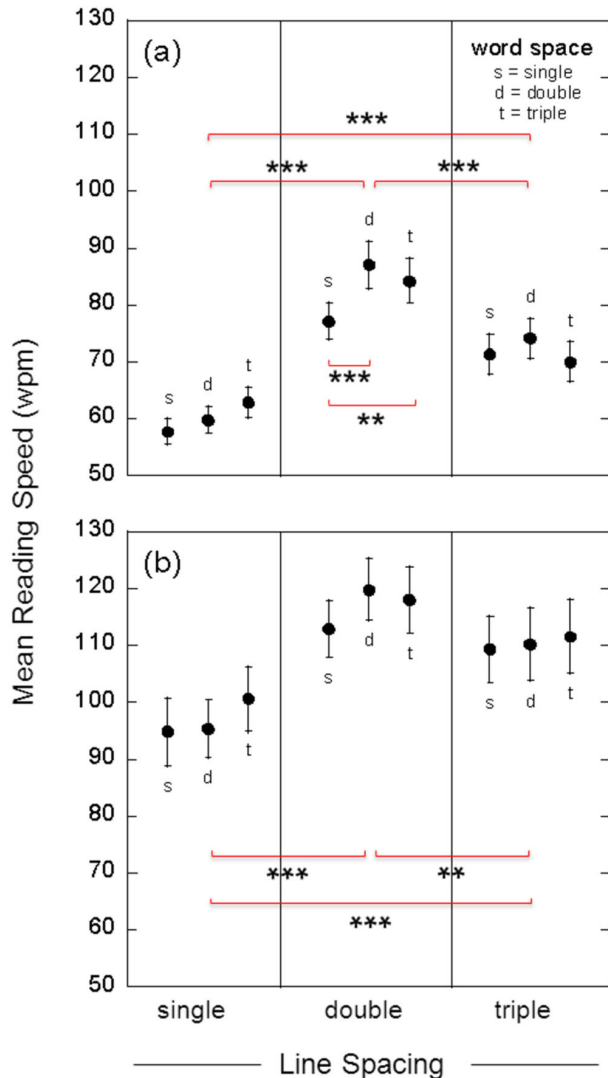 130
(a)
word space
s = single
d = double
t = triple
120
110
***
100
***
***
90
d
t
s
80
d
s
t
70
***
t
d
s
**
60
50
Mean Reading Speed (wpm)
130
(b)
120
110
s
d
t
100
s
d
t
90
s
d
t
80
70
***
**
60
***
50
single
double
triple
Line Spacing